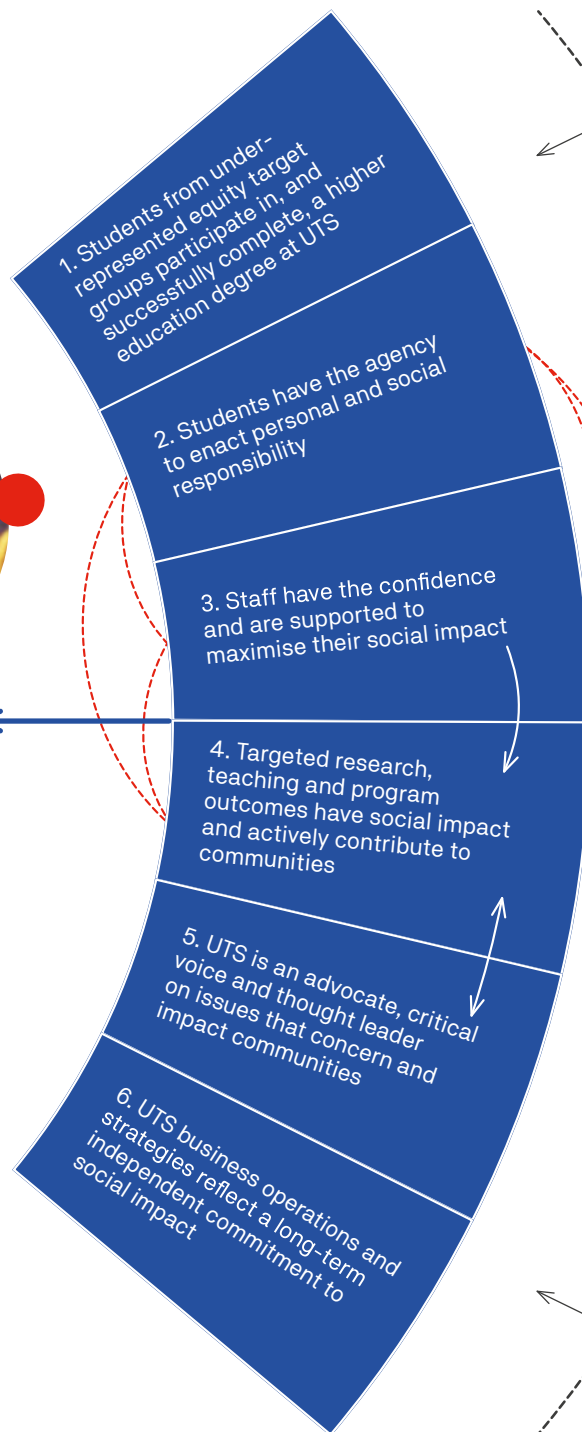 1. Students from under-
represented equity target
groups participate in, and
successfully complete, a higher
education degree at UTS
2. Students have the agency
to enact personal and social
responsibility
3. Staff have the confidence
and are supported to
maximise their social impact
4. Targeted research,
teaching and program
outcomes have social impact
and actively contribute to
communities
5. UTS is an advocate, critical
voice and thought leader
on issues that concern and
impact communities
6. UTS business operations and
strategies reflect a long-term
independent commitment to
social impact